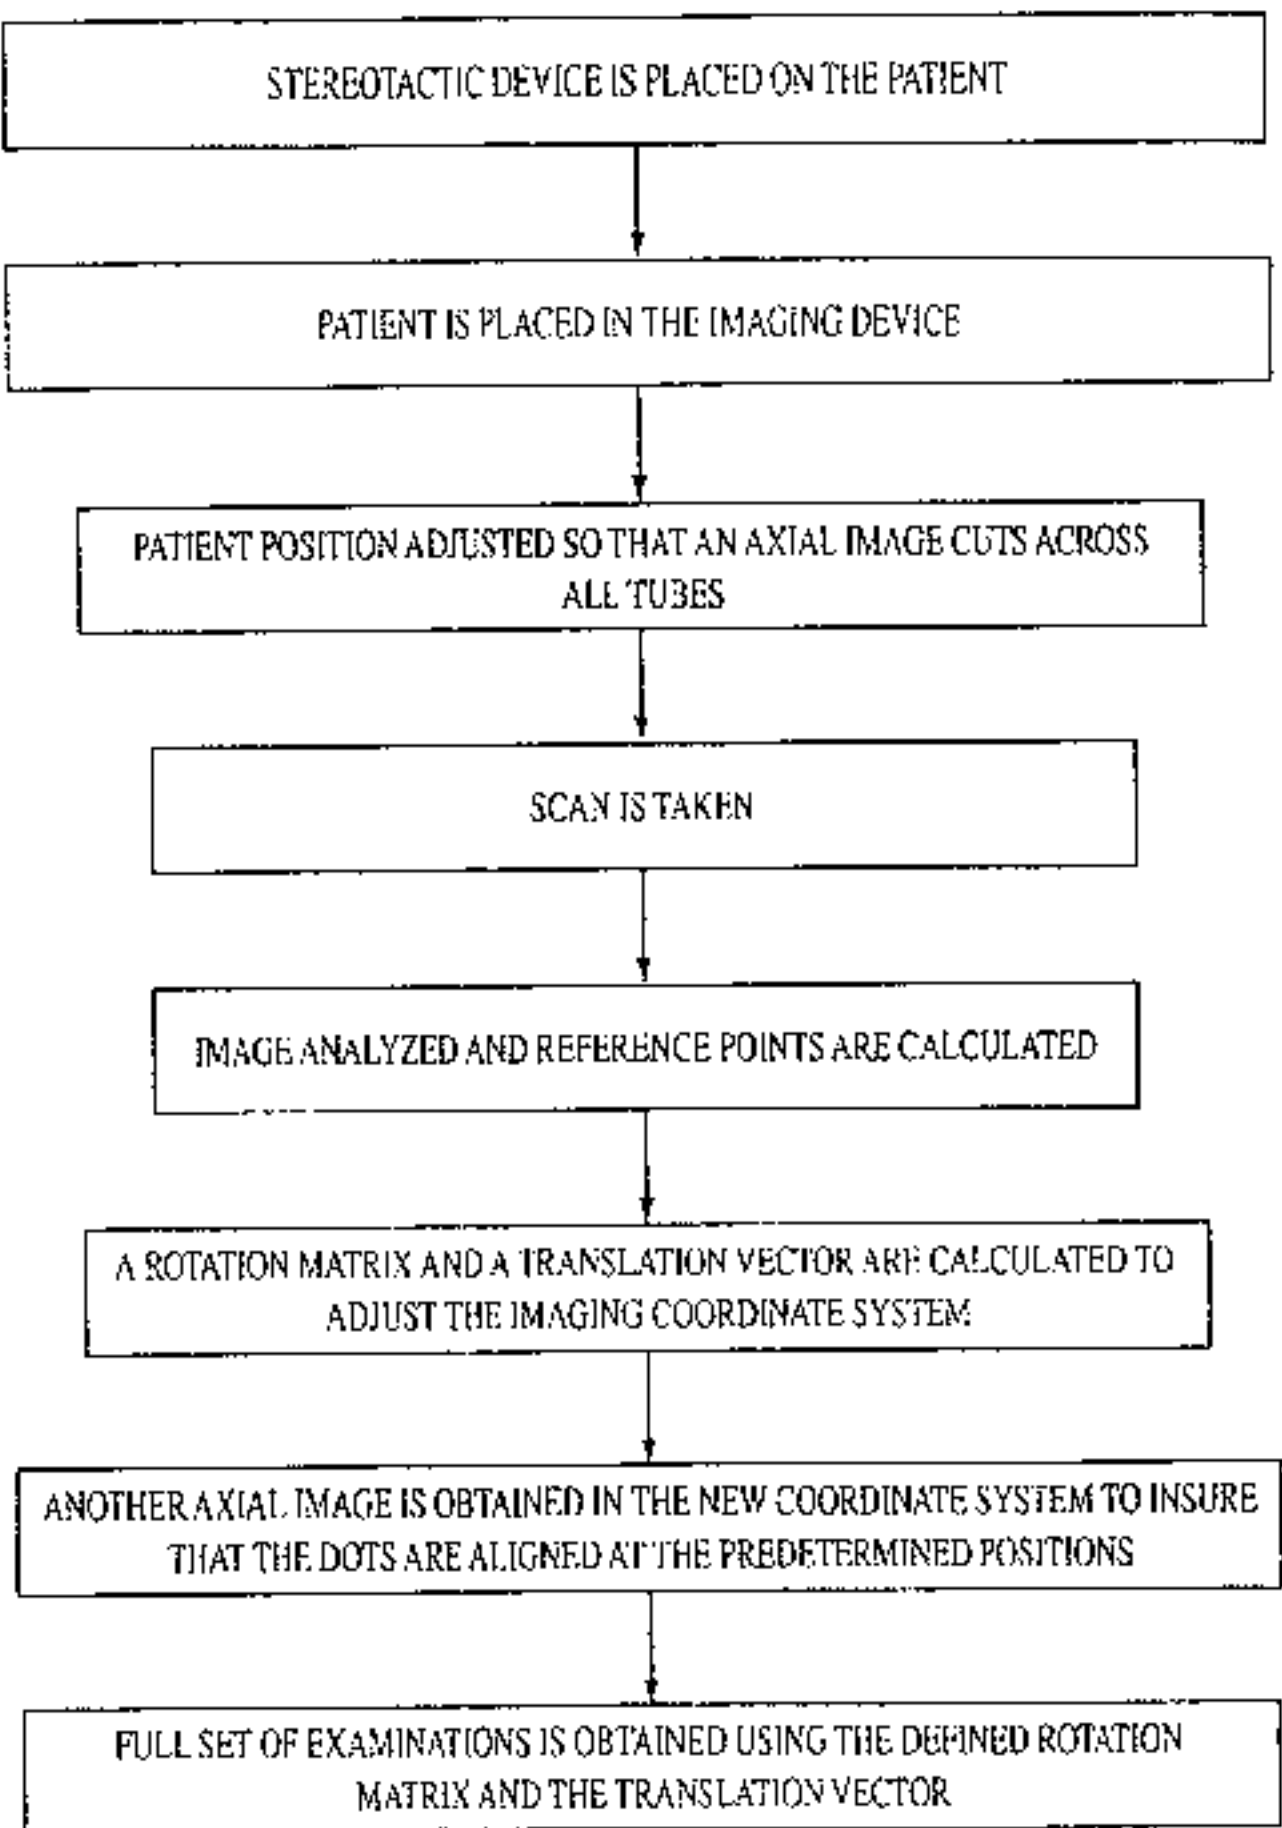 STEREOTACTIC DEVICE IS PLACED ON THE PATIENT
PATIENT IS PLACED IN THE IMAGING DEVICE
PATIENT POSITION ADJUSTED SO THAT AN AXIAL IMAGE CUTS ACROSS
ALL TUBES
SCAN IS TAKEN
IMAGE ANALYZED AND REFERENCE POINTS ARE CALCULATED
A ROTATION MATRIX AND A TRANSLATION VECTOR ARE CALCULATED TO
ADJUST THE IMAGING COORDINATE SYSTEM
ANOTHER AXIAL IMAGE IS OBTAINED IN THE NEW COORDINATE SYSTEM TO INSURE
THAT THE DOTS ARE ALIGNED AT THE PREDETERMINED POSITIONS
FULL SET OF EXAMINATIONS IS OBTAINED USING THE DEFINED ROTATION
MATRIX AND THE TRANSLATION VECTOR